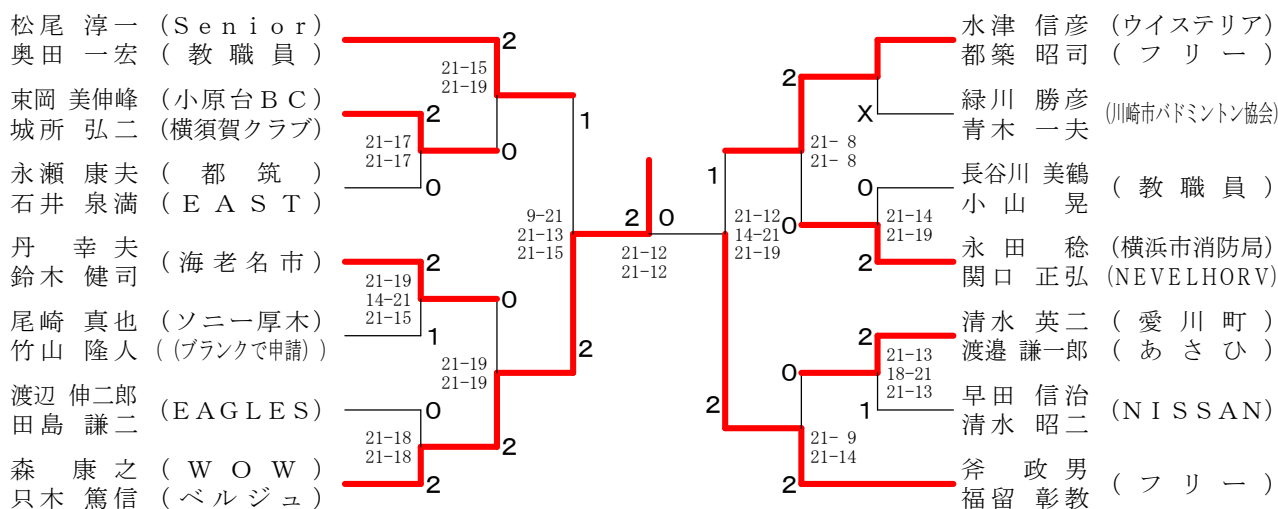 松尾 淳一 (Ｓｅｎｉｏｒ)
奥田 一宏 ( 教 職 員 )
2
21-15
21-19
束岡 美伸峰 (小原台ＢＣ)
城所 弘二 (横須賀クラブ)
2
21-17
21-17
0
永瀬 康夫 ( 都 筑 )
石井 泉満 (ＥＡＳＴ)
0
1
9-21
21-13
21-15
丹 幸夫
鈴木 健司
(海老名市)
2
21-19
14-21
21-15
0
尾崎 真也 (ソニー厚木)
竹山 隆人 ( (ブランクで申請) )
1
21-19
21-19
2
渡辺 伸二郎
田島 謙二
(EAGLES)
0
21-18
21-18
2
森 康之 ( Ｗ Ｏ Ｗ )
只木 篤信 (ベルジュ)
2
2 0
21-12
21-12
水津 信彦 (ウイステリア)
都築 昭司 ( フ リ ー )
2
緑川 勝彦
青木 一夫
(川崎市バドミントン協会)
X
21- 8
21- 8
1
長谷川 美鶴
小山 晃
( 教 職 員 )
0
0
21-14
21-19
21-12
14-21
21-19
永田 稔 (横浜市消防局)
関口 正弘 (NEVELHORV)
2
清水 英二 ( 愛 川 町 )
渡邉 謙一郎 ( あ さ ひ )
2
21-13
18-21
21-13
0
早田 信治
清水 昭二
(ＮＩＳＳＡＮ)
1
2
21- 9
21-14
斧 政男
福留 彰教
( フ リ ー )
2